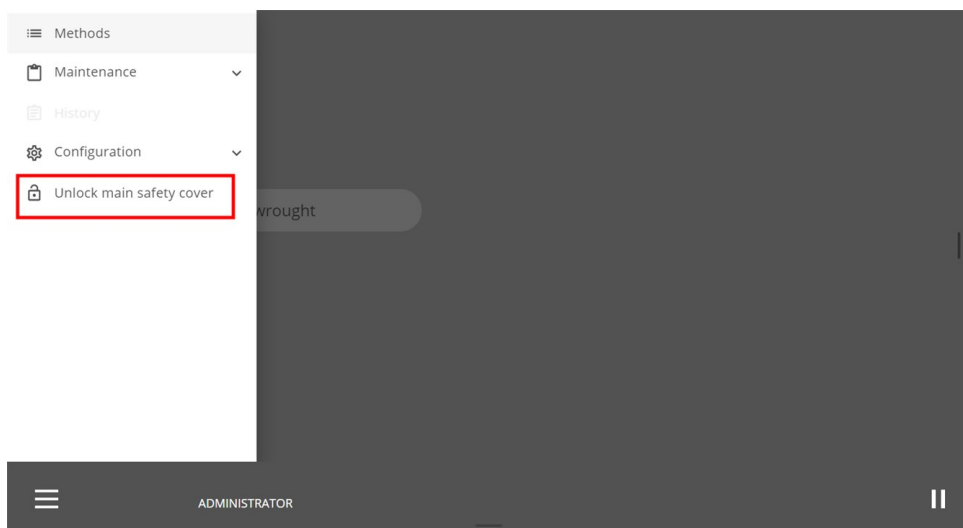 Methods
Maintenance
History
Configuration
Unlock main safety cover
wrought
ADMINISTRATOR